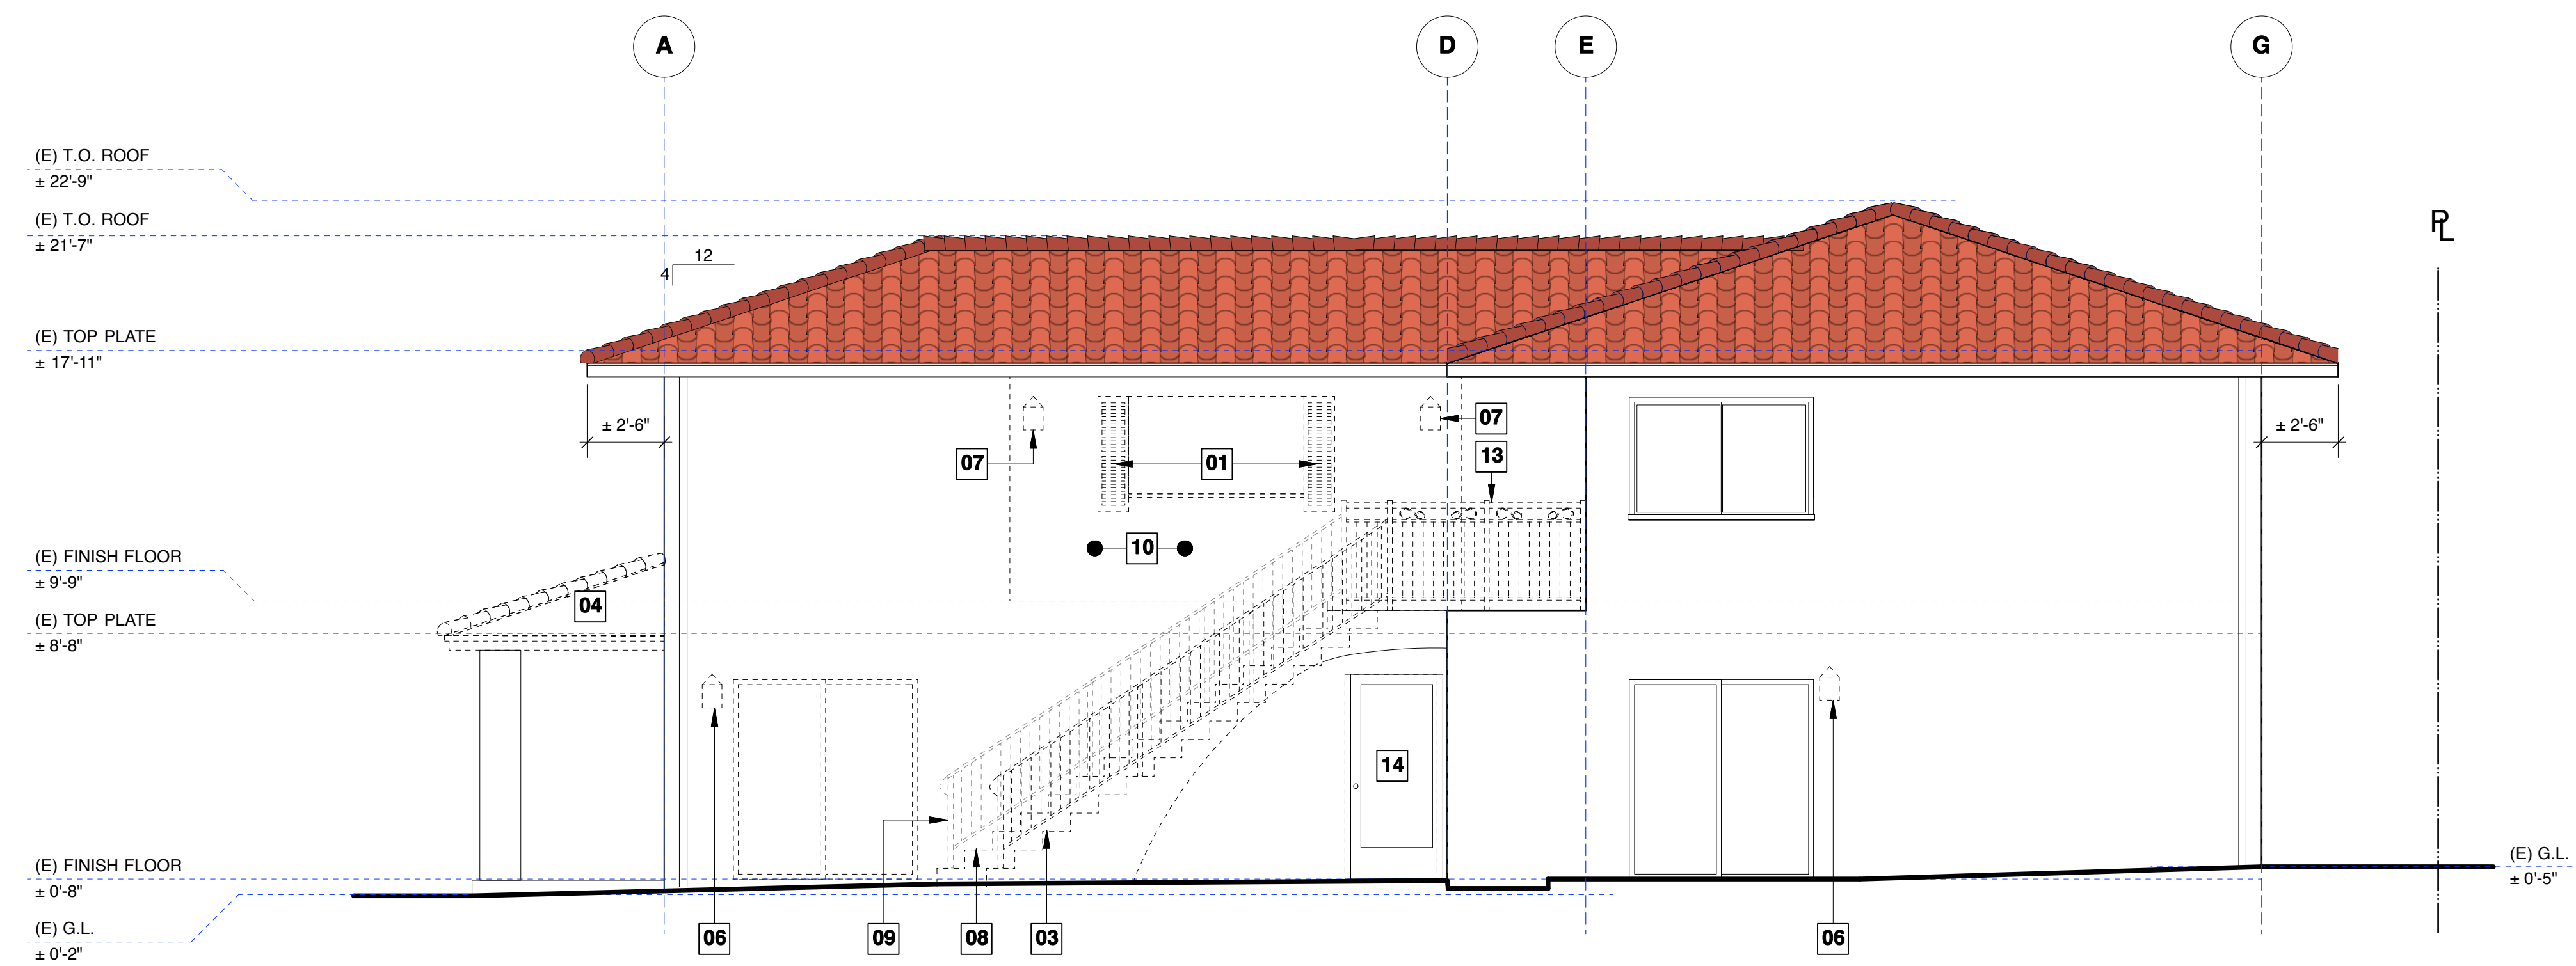 A
D
E
G
(E) T.O. ROOF
± 22'-9"
(E) T.O. ROOF
± 21'-7"
12
4
PL
(E) TOP PLATE
± 17'-11"
± 2'-6"
07
01
07
13
± 2'-6"
10
(E) FINISH FLOOR
± 9'-9"
04
(E) TOP PLATE
± 8'-8"
14
(E) FINISH FLOOR
± 0'-8"
(E) G.L.
± 0'-5"
(E) G.L.
± 0'-2"
06
09
08
03
06